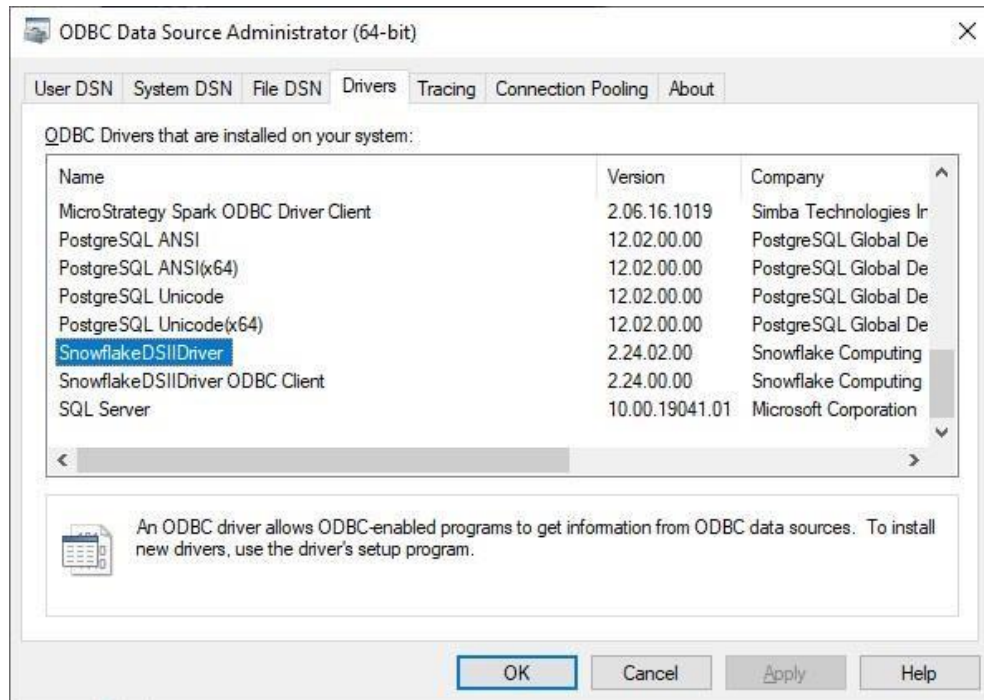 ODBC Data Source Administrator (64-bit)
User DSN System DSN File DSN Drivers Tracing Connection Pooling About
ODBC Drivers that are installed on your system:
Name Version Company
MicroStrategy Spark ODBC Driver Client 2.06.16.1019 Simba Technologies In
PostgreSQL ANSI 12.02.00.00 PostgreSQL Global De
PostgreSQL ANSI(x64) 12.02.00.00 PostgreSQL Global De
PostgreSQL Unicode 12.02.00.00 PostgreSQL Global De
PostgreSQL Unicode(x64) 12.02.00.00 PostgreSQL Global De
SnowflakeDSIIDriver 2.24.02.00 Snowflake Computing
SnowflakeDSIIDriver ODBC Client 2.24.00.00 Snowflake Computing
SQL Server 10.00.19041.01 Microsoft Corporation
An ODBC driver allows ODBC-enabled programs to get information from ODBC data sources. To install
new drivers, use the driver's setup program.
OK Cancel Apply Help